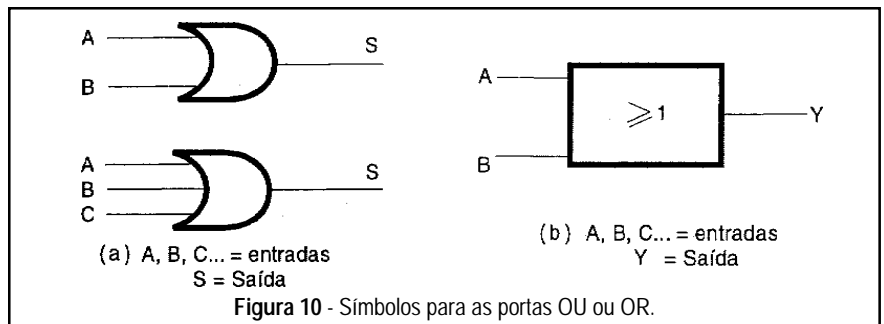 A
B
S
A
B
C
S
(a) A, B, C... = entradas
S = Saída
A
B
⩾ 1
Y
(b) A, B, C... = entradas
Y = Saída
Figura 10 - Símbolos para as portas OU ou OR.